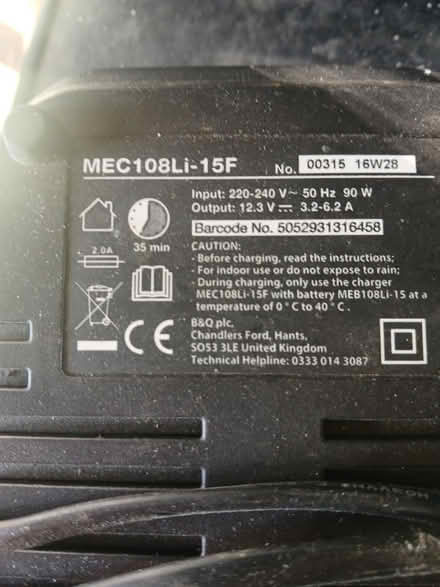 MEC108Li-15F No. 00315 16W28
Input: 220-240 V~ 50 Hz 90 W
Output: 12.3 V⎓ 3.2-6.2 A
Barcode No. 5052931316458
2.0A
35 min
CAUTION:
· Before charging, read the instructions;
· For indoor use or do not expose to rain;
· During charging, only use the charger
MEC108Li-15F with battery MEB108Li-15 at a
temperature of 0 °C to 40 °C .
CE
B&Q plc.
Chandlers Ford, Hants,
SO53 3LE United Kingdom
Technical Helpline: 0333 014 3087